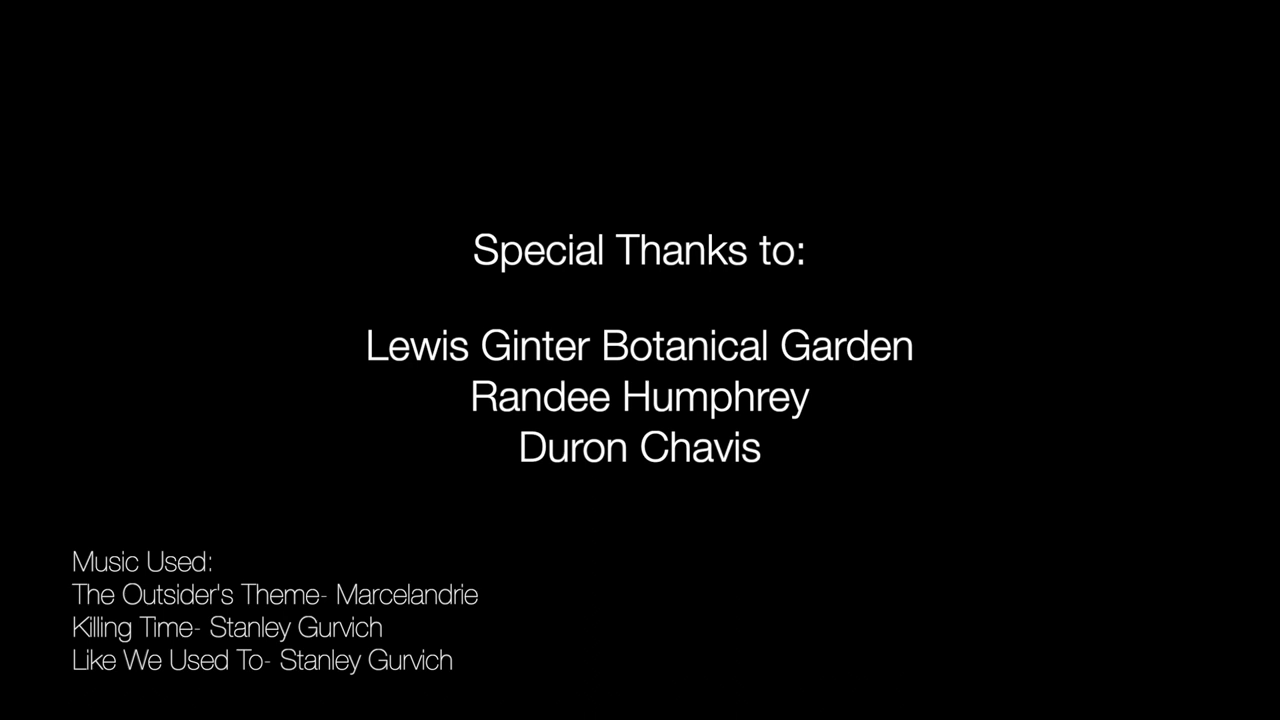 Special Thanks to:
Lewis Ginter Botanical Garden
Randee Humphrey
Duron Chavis
Music Used:
The Outsider's Theme- Marcelandrie
Killing Time- Stanley Gurvich
Like We Used To- Stanley Gurvich